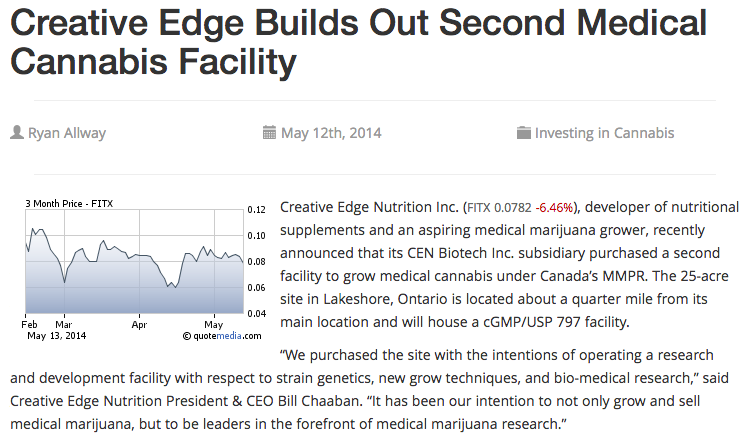 Creative Edge Builds Out Second Medical
Cannabis Facility
Ryan Allway
May 12th, 2014
Investing in Cannabis
3 Month Price - FITX
0.12
0.10
0.08
0.06
0.04
Feb Mar Apr May
May 13, 2014
© quotemedia.com
Creative Edge Nutrition Inc. (FITX 0.0782 -6.46%), developer of nutritional
supplements and an aspiring medical marijuana grower, recently
announced that its CEN Biotech Inc. subsidiary purchased a second
facility to grow medical cannabis under Canada’s MMPR. The 25-acre
site in Lakeshore, Ontario is located about a quarter mile from its
main location and will house a cGMP/USP 797 facility.
“We purchased the site with the intentions of operating a research
and development facility with respect to strain genetics, new grow techniques, and bio-medical research,” said
Creative Edge Nutrition President & CEO Bill Chaaban. “It has been our intention to not only grow and sell
medical marijuana, but to be leaders in the forefront of medical marijuana research.”